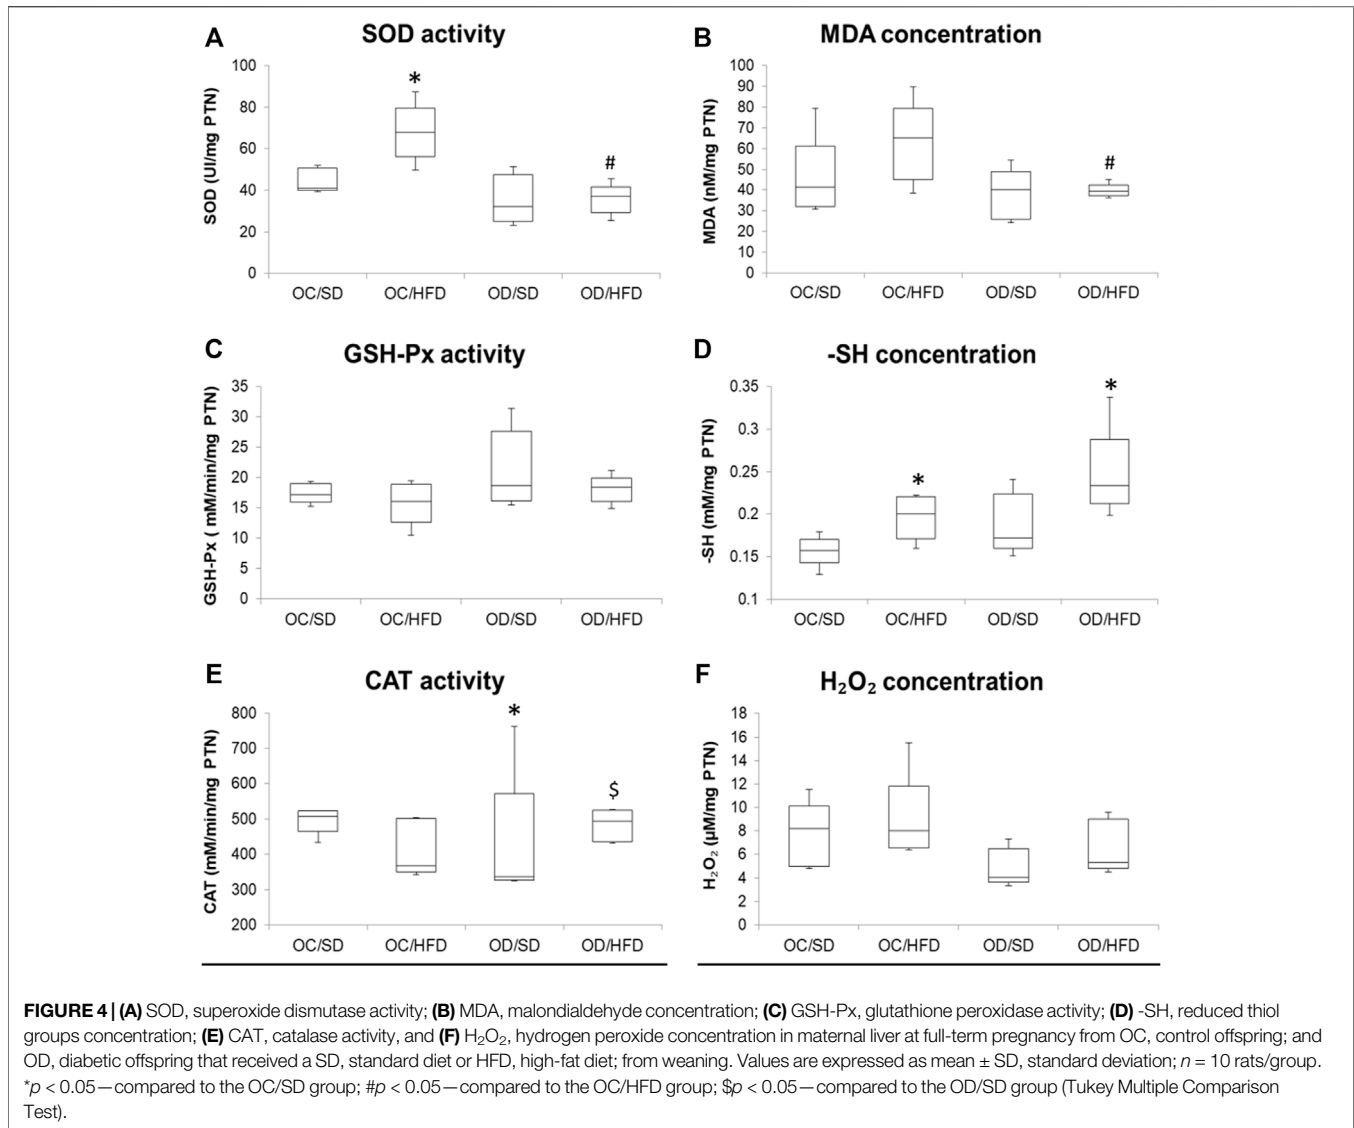 A
SOD activity
SOD (UI/mg PTN)
100
80
60
40
20
0
*
#
OC/SD OC/HFD OD/SD OD/HFD
B
MDA concentration
MDA (nM/mg PTN)
100
90
80
70
60
50
40
30
20
10
0
#
OC/SD OC/HFD OD/SD OD/HFD
C
GSH-Px activity
GSH-Px ( mM/min/mg PTN)
35
30
25
20
15
10
5
0
OC/SD OC/HFD OD/SD OD/HFD
D
-SH concentration
-SH (mM/mg PTN)
0.35
0.3
0.25
0.2
0.15
0.1
*
*
OC/SD OC/HFD OD/SD OD/HFD
E
CAT activity
CAT (mM/min/mg PTN)
800
700
600
500
400
300
200
*
$
OC/SD OC/HFD OD/SD OD/HFD
F
H₂O₂ concentration
H₂O₂ (µM/mg PTN)
18
16
14
12
10
8
6
4
2
0
OC/SD OC/HFD OD/SD OD/HFD
FIGURE 4 | (A) SOD, superoxide dismutase activity; (B) MDA, malondialdehyde concentration; (C) GSH-Px, glutathione peroxidase activity; (D) -SH, reduced thiol
groups concentration; (E) CAT, catalase activity, and (F) H₂O₂, hydrogen peroxide concentration in maternal liver at full-term pregnancy from OC, control offspring; and
OD, diabetic offspring that received a SD, standard diet or HFD, high-fat diet; from weaning. Values are expressed as mean ± SD, standard deviation; n = 10 rats/group.
*p < 0.05—compared to the OC/SD group; #p < 0.05—compared to the OC/HFD group; $p < 0.05—compared to the OD/SD group (Tukey Multiple Comparison
Test).